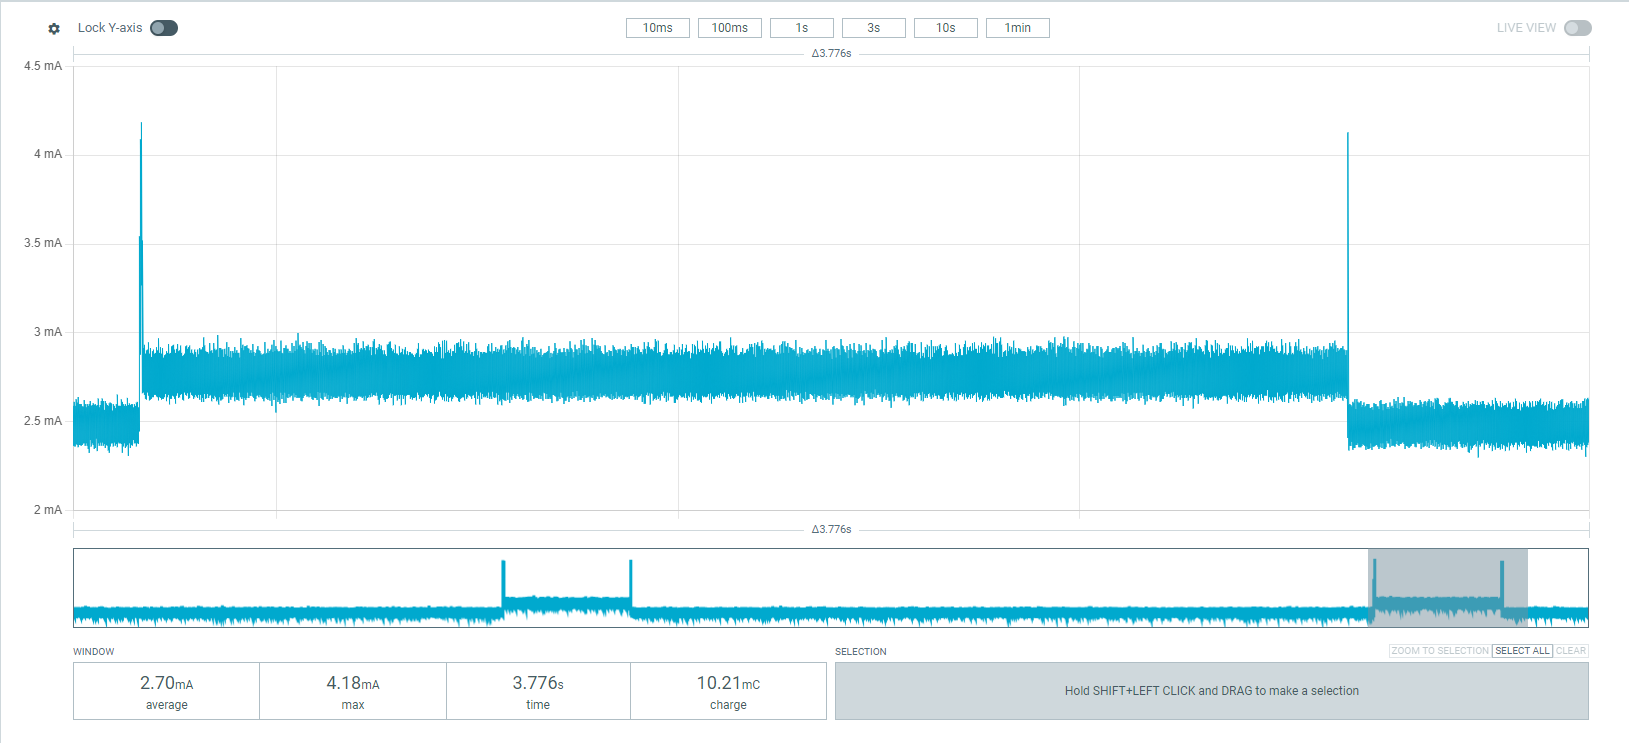 Lock Y-axis 10ms 100ms 1s 3s 10s 1min LIVE VIEW
Δ3.776s
4.5 mA
4 mA
3.5 mA
3 mA
2.5 mA
2 mA
Δ3.776s
WINDOW
2.70mA 4.18mA 3.776s 10.21mC
average max time charge
SELECTION ZOOM TO SELECTION SELECT ALL CLEAR
Hold SHIFT+LEFT CLICK and DRAG to make a selection